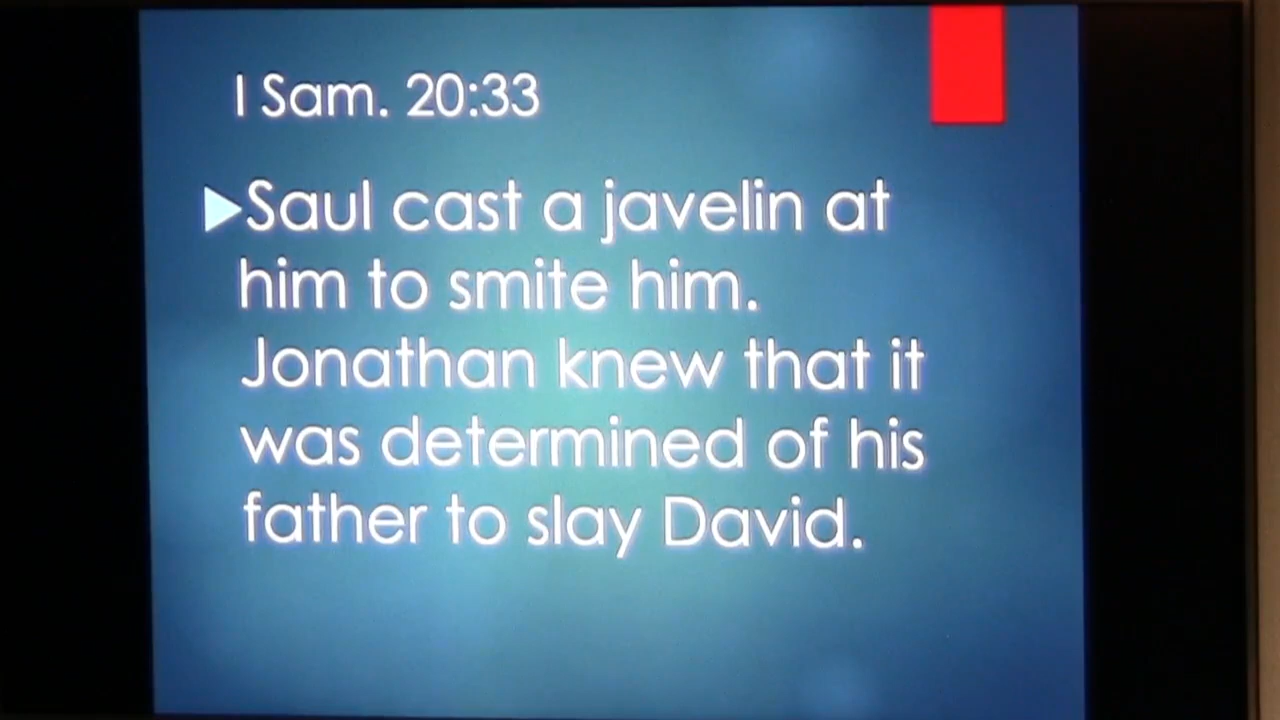 I Sam. 20:33
Saul cast a javelin at
him to smite him.
Jonathan knew that it
was determined of his
father to slay David.